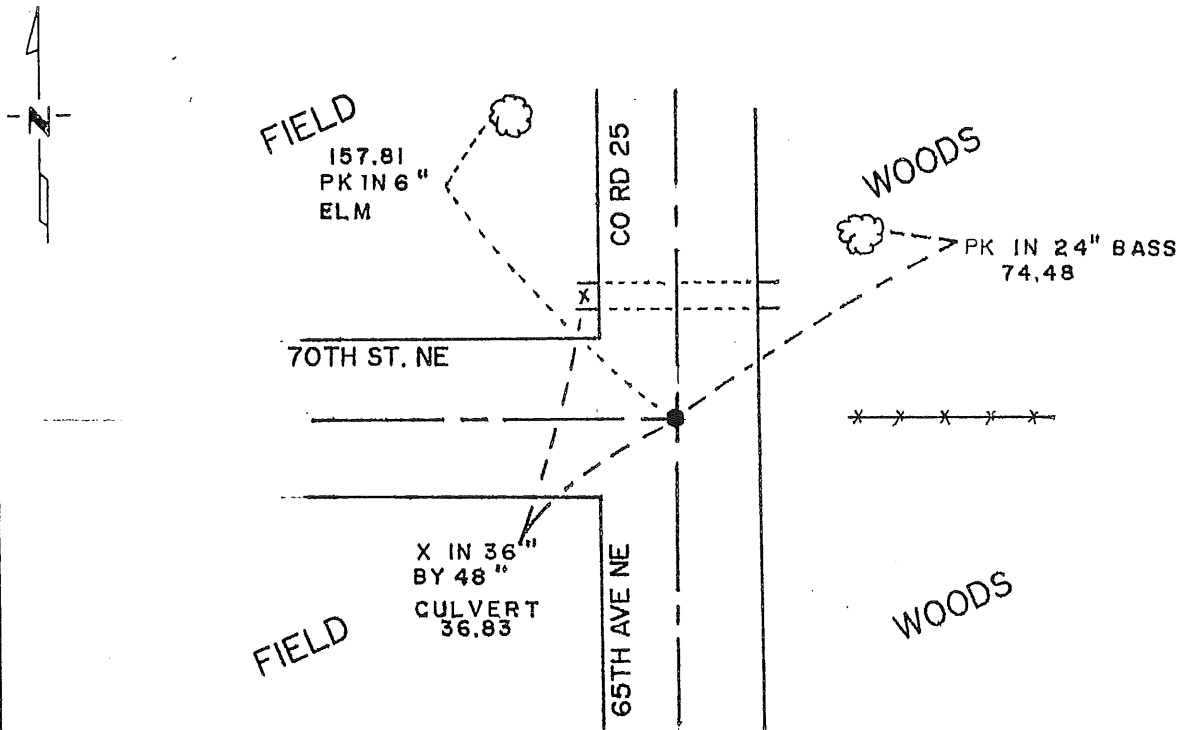 N
FIELD
157.81
PK IN 6"
ELM
CO RD 25
WOODS
PK IN 24" BASS
74.48
X
70TH ST. NE
X IN 36"
BY 48"
CULVERT
36.83
65TH AVE NE
FIELD
WOODS